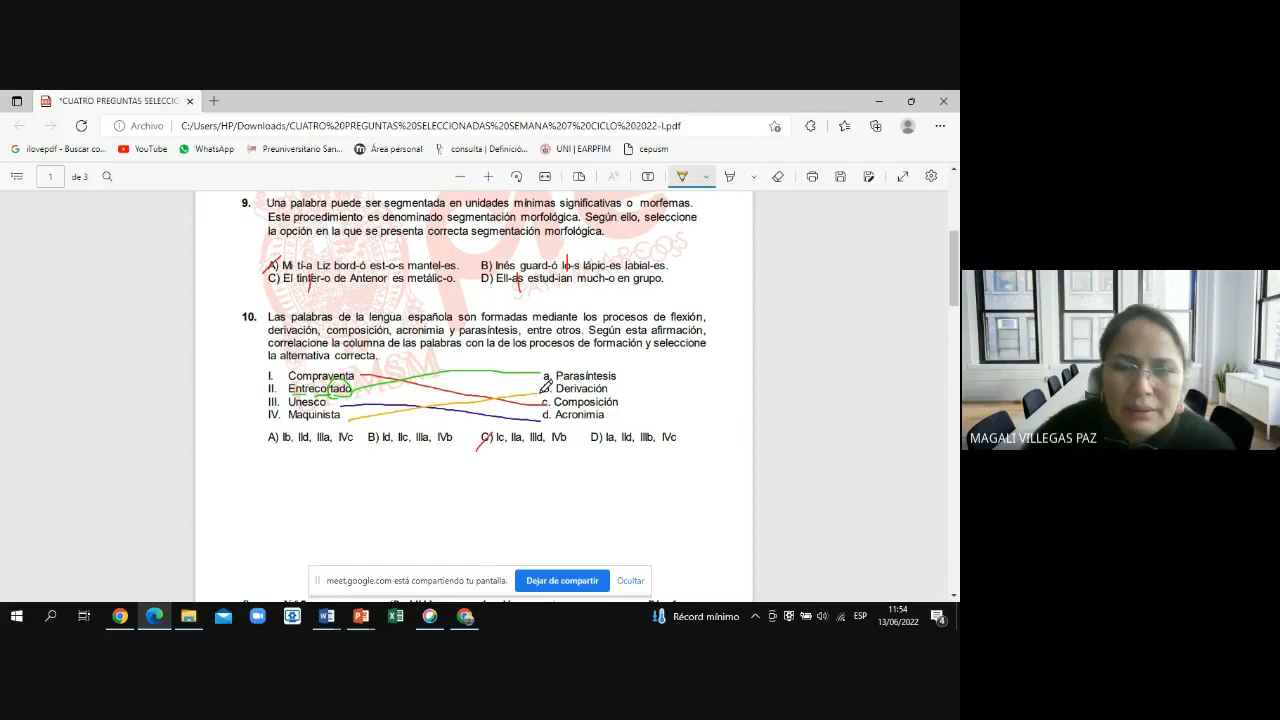 *CUATRO PREGUNTAS SELECCIO
Archivo C:/Users/HP/Downloads/CUATRO%20PREGUNTAS%20SELECCIONADAS%20SEMANA%207%20CICLO%202022-I.pdf
ilovepdf - Buscar co... YouTube WhatsApp Preuniversitario San... Área personal consulta | Definició... UNI | EARPFIM cepusm
1 de 3
9. Una palabra puede ser segmentada en unidades mínimas significativas o morfemas.
Este procedimiento es denominado segmentación morfológica. Según ello, seleccione
la opción en la que se presenta correcta segmentación morfológica.
A) Mi tí-a Liz bord-ó est-o-s mantel-es. B) Inés guard-ó lo-s lápic-es labial-es.
C) El tinter-o de Antenor es metálic-o. D) Ell-as estud-ian much-o en grupo.
10. Las palabras de la lengua española son formadas mediante los procesos de flexión,
derivación, composición, acronimia y parasíntesis, entre otros. Según esta afirmación,
correlacione la columna de las palabras con la de los procesos de formación y seleccione
la alternativa correcta.
I. Compraventa a. Parasíntesis
II. Entrecortado b. Derivación
III. Unesco c. Composición
IV. Maquinista d. Acronimia
A) Ib, IId, IIIa, IVc B) Id, IIc, IIIa, IVb C) Ic, IIa, IIId, IVb D) Ia, IId, IIIb, IVc
meet.google.com está compartiendo tu pantalla. Dejar de compartir Ocultar
MAGALI VILLEGAS PAZ
Récord mínimo ESP 11:54
13/06/2022 4